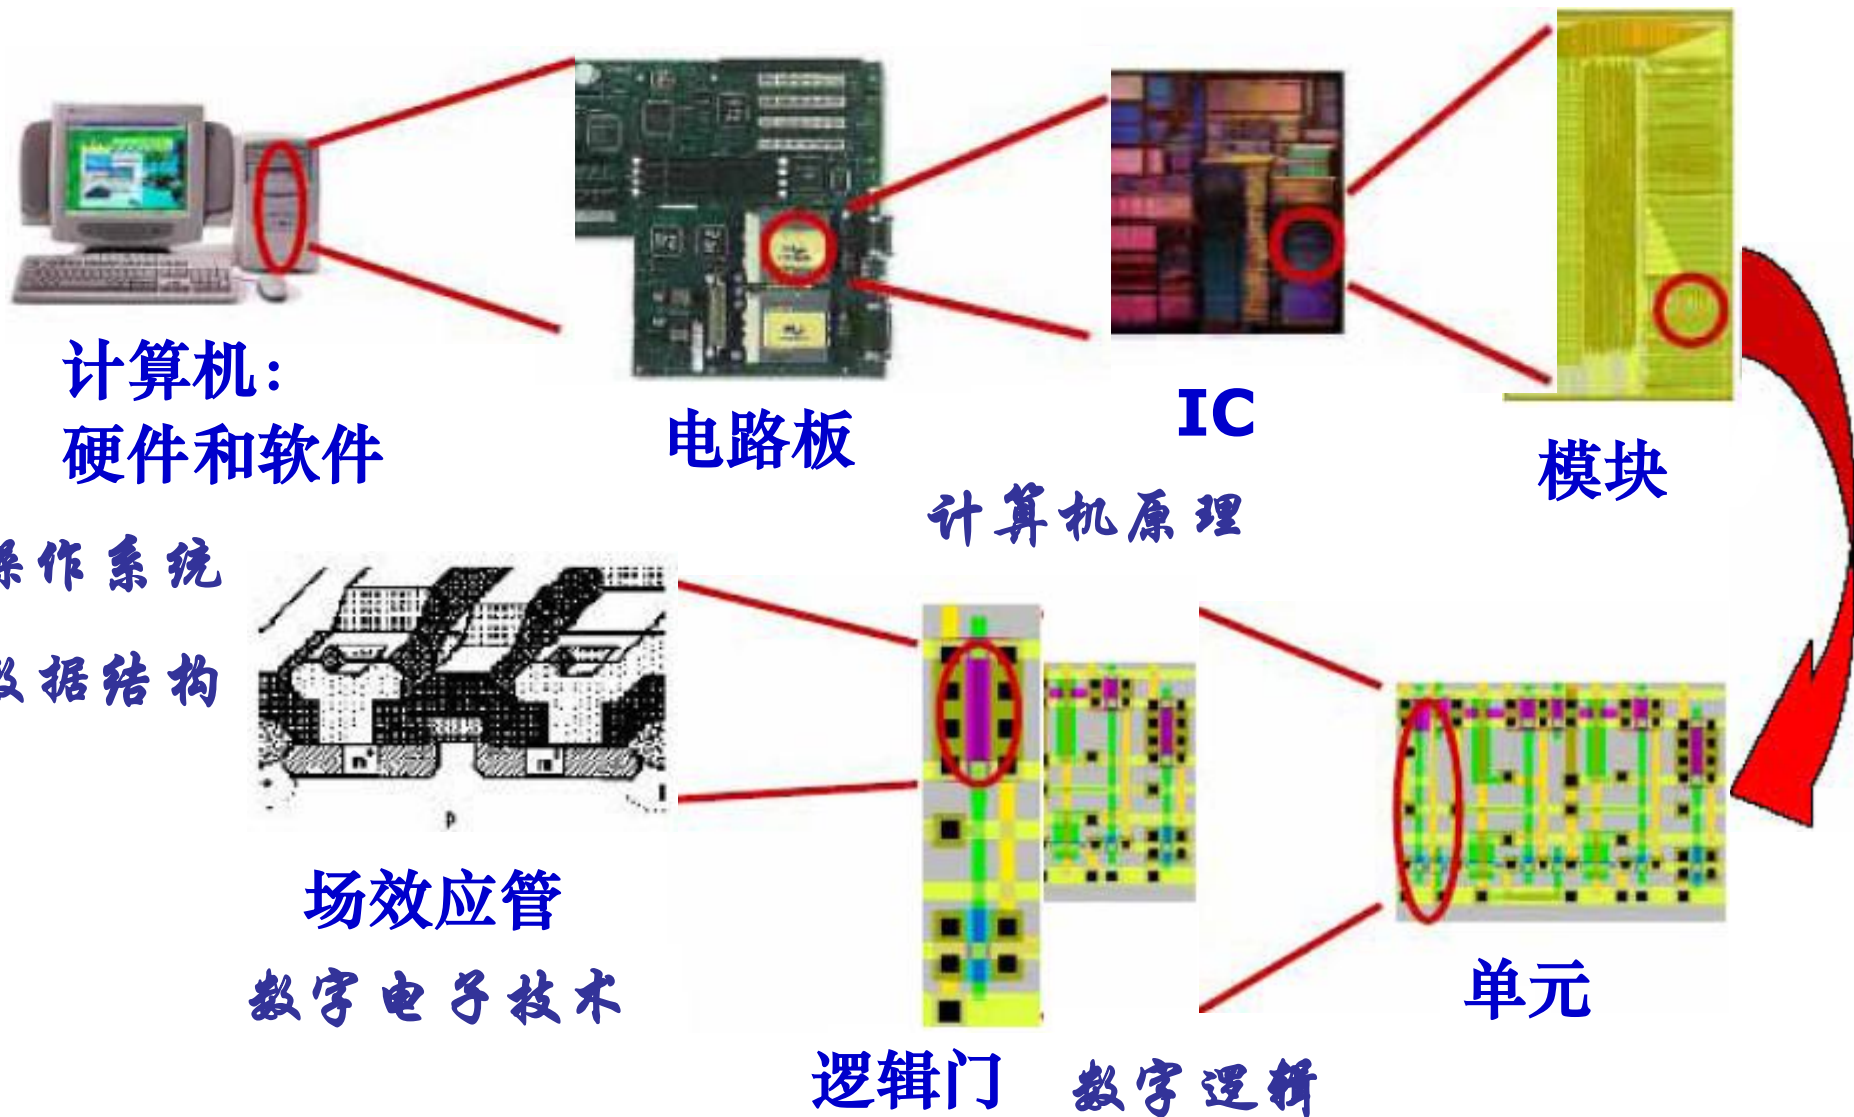 计算机：
硬件和软件
电路板
IC
模块
计算机原理
操作系统
数据结构
n⁺
p
场效应管
数字电子技术
单元
逻辑门
数字逻辑